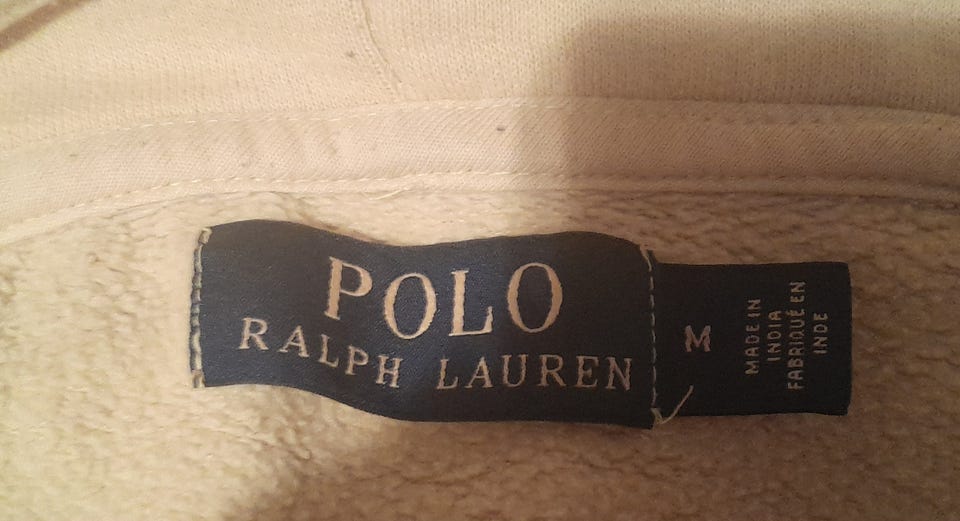 POLO
RALPH LAUREN
M
MADE IN
INDIA
FABRIQUÉ EN
INDE